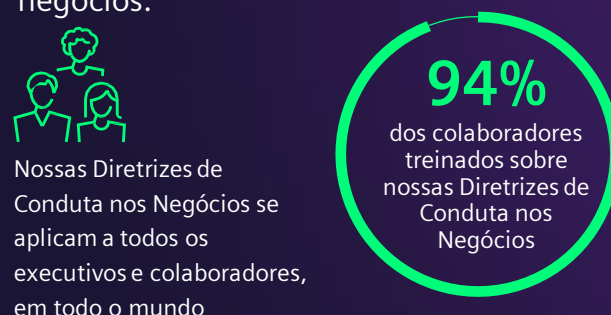 negócios.
Nossas Diretrizes de
Conduta nos Negócios se
aplicam a todos os
executivos e colaboradores,
em todo o mundo
94%
dos colaboradores
treinados sobre
nossas Diretrizes de
Conduta nos
Negócios